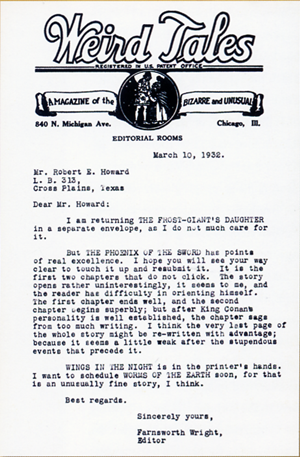 Weird Tales
REGISTERED IN U.S. PATENT OFFICE
A MAGAZINE of the BIZARRE and UNUSUAL
840 N. Michigan Ave. Chicago, Ill.
EDITORIAL ROOMS
March 10, 1932.
Mr. Robert E. Howard
L. B. 313,
Cross Plains, Texas
Dear Mr. Howard:
I am returning THE FROST-GIANT'S DAUGHTER
in a separate envelope, as I do not much care for
it.
But THE PHOENIX OF THE SWORD has points
of real excellence. I hope you will see your way
clear to touch it up and resubmit it. It is the
first two chapters that do not click. The story
opens rather uninterestingly, it seems to me, and
the reader has difficulty in orienting himself.
The first chapter ends well, and the second
chapter begins superbly; but after King Conan's
personality is well established, the chapter sags
from too much writing. I think the very last page of
the whole story might be re-written with advantage;
because it seems a little weak after the stupendous
events that precede it.
WINGS IN THE NIGHT is in the printer's hands.
I want to schedule WORMS OF THE EARTH soon, for that
is an unusually fine story, I think.
Best regards.
Sincerely yours,
Farnsworth Wright,
Editor